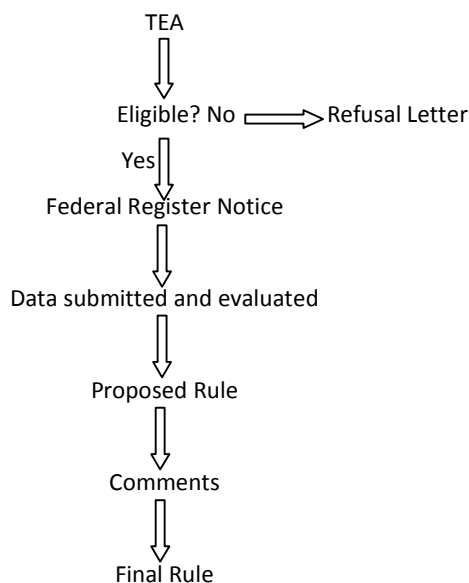 TEA
Eligible? No
Refusal Letter
Yes
Federal Register Notice
Data submitted and evaluated
Proposed Rule
Comments
Final Rule